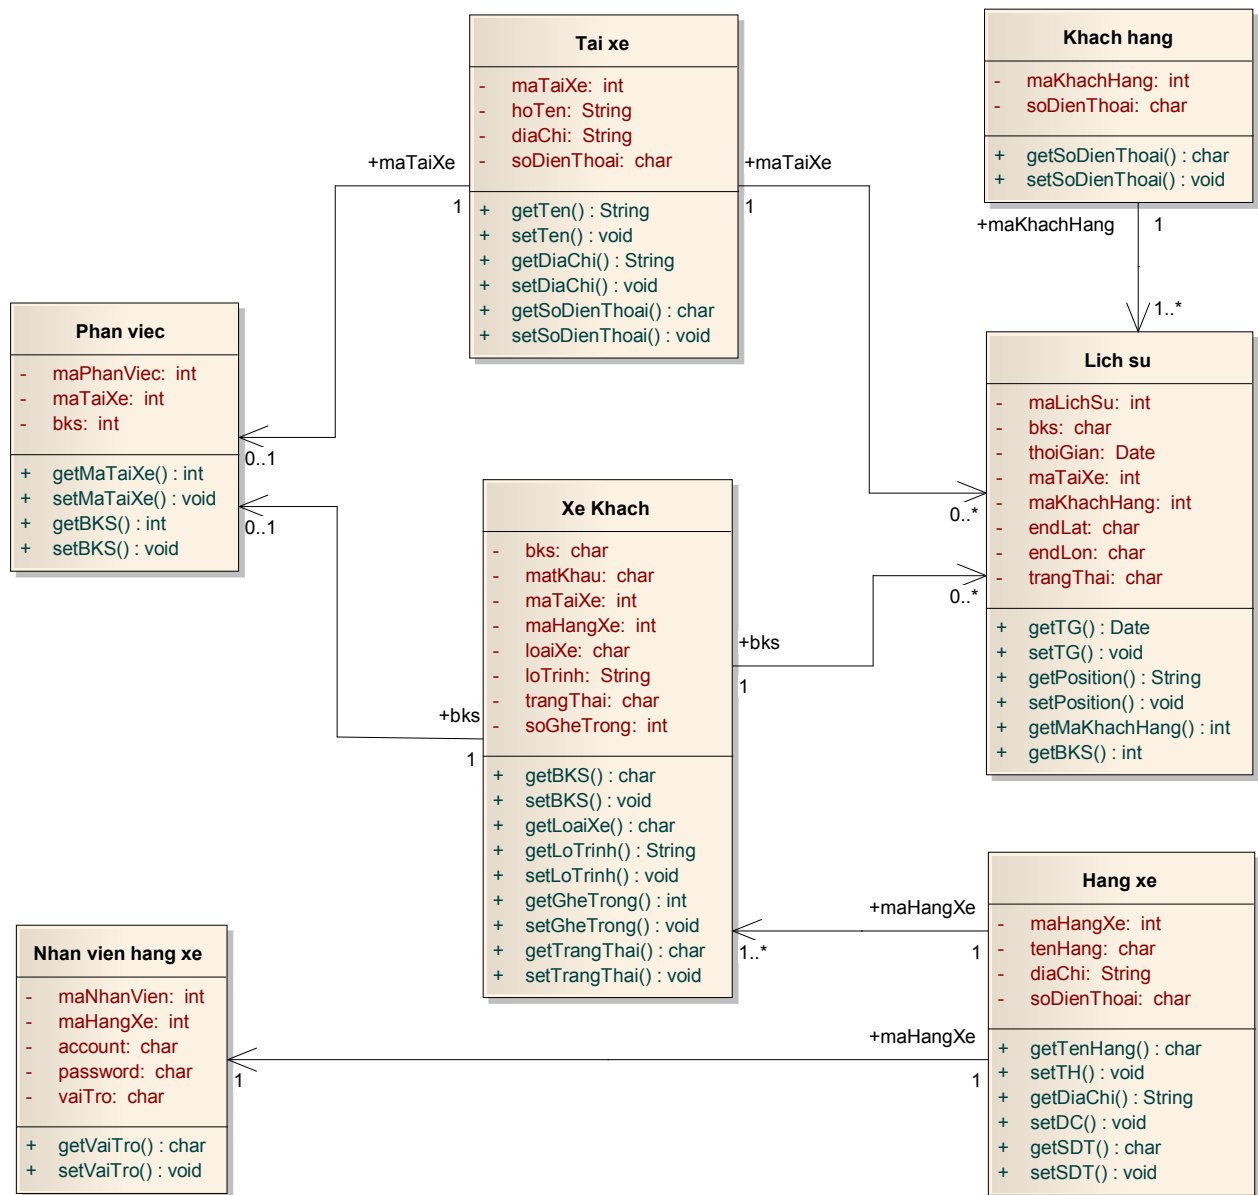 Tai xe
- maTaiXe: int
- hoTen: String
- diaChi: String
- soDienThoai: char
+ getTen() : String
+ setTen() : void
+ getDiaChi() : String
+ setDiaChi() : void
+ getSoDienThoai() : char
+ setSoDienThoai() : void
Khach hang
- maKhachHang: int
- soDienThoai: char
+ getSoDienThoai() : char
+ setSoDienThoai() : void
+maTaiXe
1
+maTaiXe
1
+maKhachHang
1
1..*
Phan viec
- maPhanViec: int
- maTaiXe: int
- bks: int
+ getMaTaiXe() : int
+ setMaTaiXe() : void
+ getBKS() : int
+ setBKS() : void
0..1
0..1
Lich su
- maLichSu: int
- bks: char
- thoiGian: Date
- maTaiXe: int
- maKhachHang: int
- endLat: char
- endLon: char
- trangThai: char
+ getTG() : Date
+ setTG() : void
+ getPosition() : String
+ setPosition() : void
+ getMaKhachHang() : int
+ getBKS() : int
0..*
0..*
Xe Khach
- bks: char
- matKhau: char
- maTaiXe: int
- maHangXe: int
- loaiXe: char
- loTrinh: String
- trangThai: char
- soGheTrong: int
+ getBKS() : char
+ setBKS() : void
+ getLoaiXe() : char
+ getLoTrinh() : String
+ setLoTrinh() : void
+ getGheTrong() : int
+ setGheTrong() : void
+ getTrangThai() : char
+ setTrangThai() : void
+bks
1
+bks
1
1..*
+maHangXe
1
Hang xe
- maHangXe: int
- tenHang: char
- diaChi: String
- soDienThoai: char
+ getTenHang() : char
+ setTH() : void
+ getDiaChi() : String
+ setDC() : void
+ getSDT() : char
+ setSDT() : void
+maHangXe
1
Nhan vien hang xe
- maNhanVien: int
- maHangXe: int
- account: char
- password: char
- vaiTro: char
+ getVaiTro() : char
+ setVaiTro() : void
1